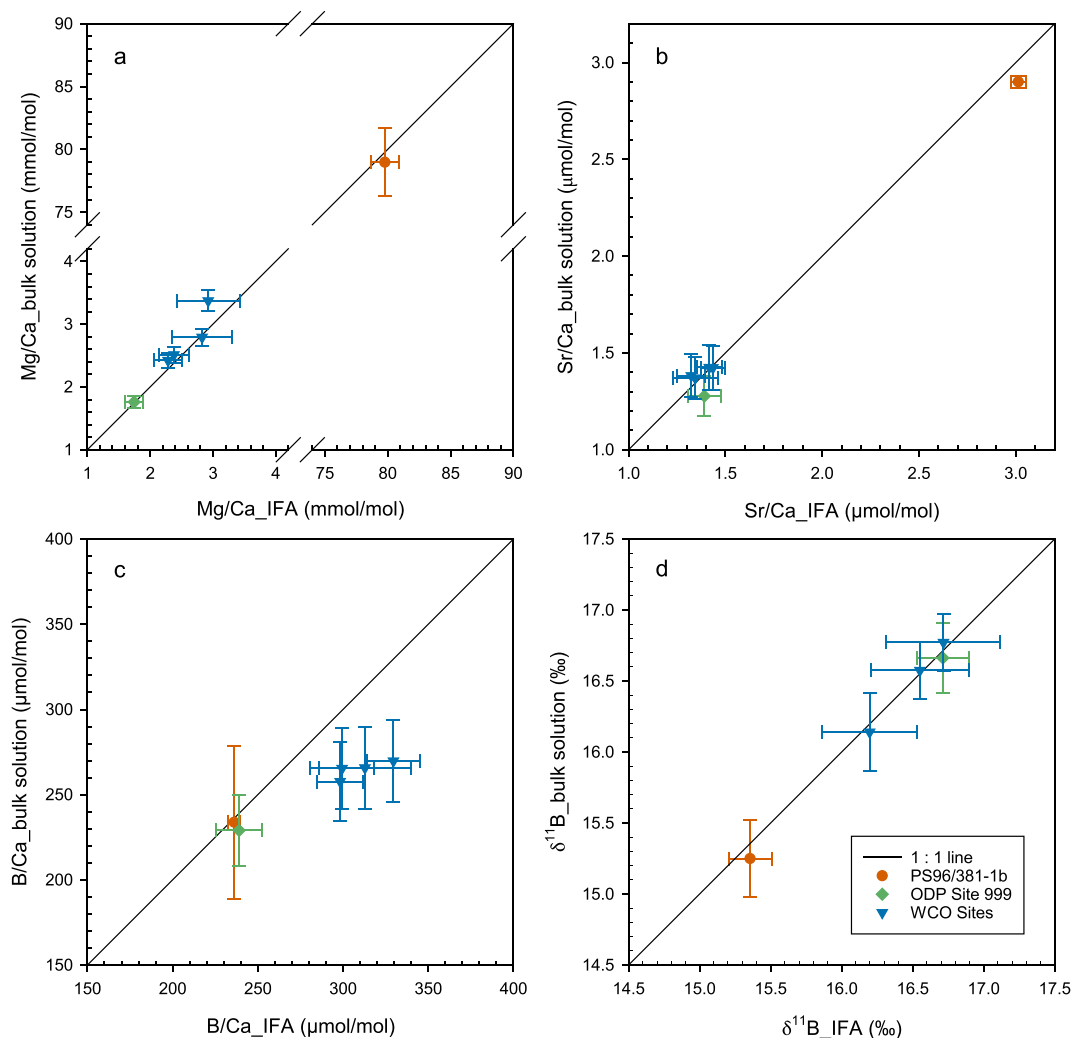 a
90
85
80
75
4
3
2
1
Mg/Ca_bulk solution (mmol/mol)
1 2 3 4 75 80 85 90
Mg/Ca_IFA (mmol/mol)
b
3.0
2.5
2.0
1.5
1.0
Sr/Ca_bulk solution (μmol/mol)
1.0 1.5 2.0 2.5 3.0
Sr/Ca_IFA (μmol/mol)
c
400
350
300
250
200
150
B/Ca_bulk solution (μmol/mol)
150 200 250 300 350 400
B/Ca_IFA (μmol/mol)
d
17.5
17.0
16.5
16.0
15.5
15.0
14.5
δ¹¹B_bulk solution (‰)
1 : 1 line
PS96/381-1b
ODP Site 999
WCO Sites
14.5 15.0 15.5 16.0 16.5 17.0 17.5
δ¹¹B_IFA (‰)